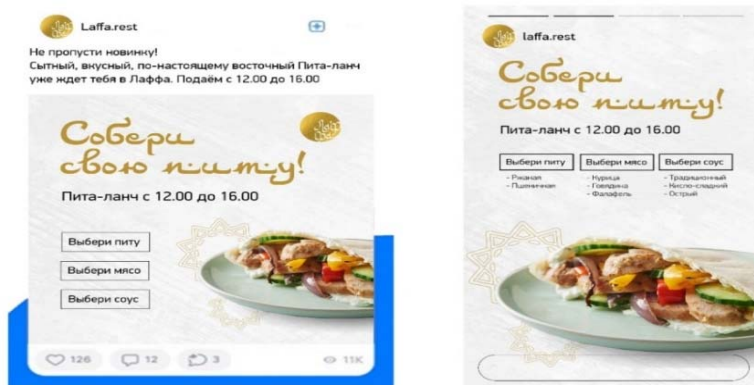 Laffa.rest
Не пропусти новинку!
Сытный, вкусный, по-настоящему восточный Пита-ланч
уже ждет тебя в Лаффа. Подаём с 12.00 до 16.00
Собери
свою питу!
Пита-ланч с 12.00 до 16.00
Выбери питу
Выбери мясо
Выбери соус
126
12
3
11K
laffa.rest
Собери
свою питу!
Пита-ланч с 12.00 до 16.00
Выбери питу
- Ржаная
- Пшеничная
Выбери мясо
- Курица
- Говядина
- Фалафель
Выбери соус
- Традиционный
- Кисло-сладкий
- Острый